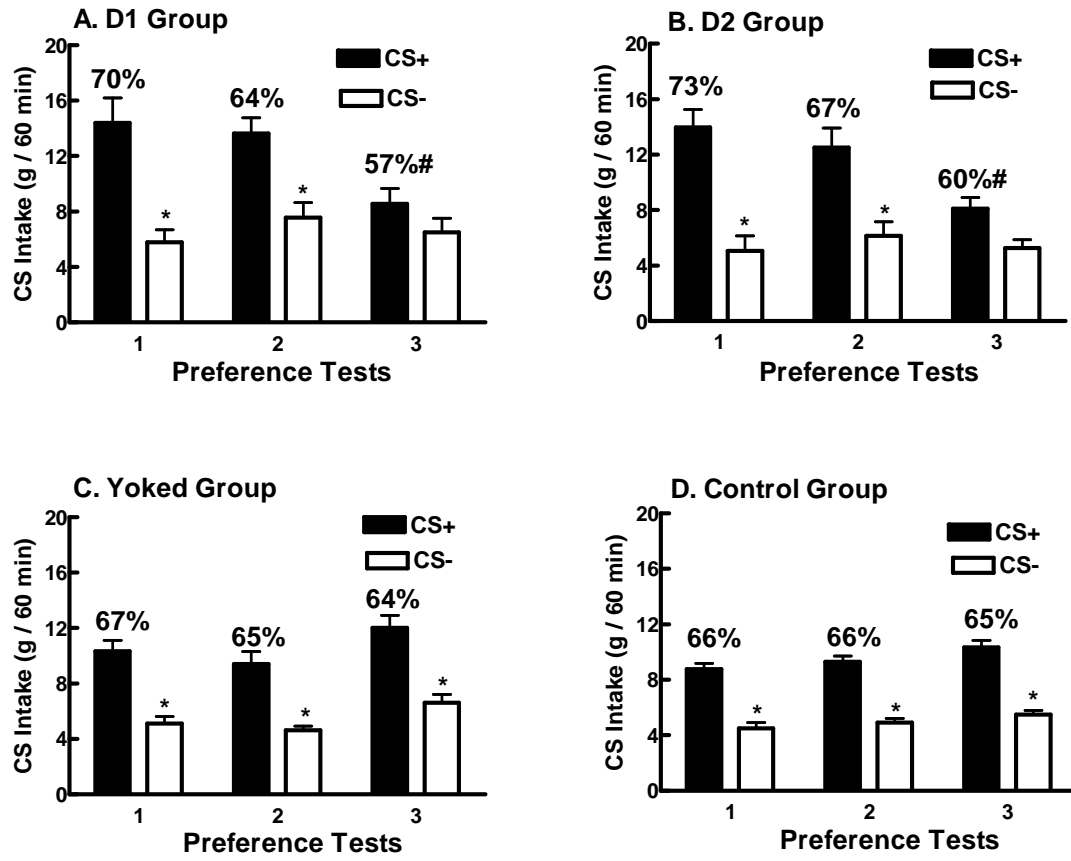 A. D1 Group
20
16
12
8
4
0
CS Intake (g / 60 min)
CS+
CS-
70%
64%
57%#
*
*
1
2
3
Preference Tests
B. D2 Group
20
16
12
8
4
0
CS Intake (g / 60 min)
CS+
CS-
73%
67%
60%#
*
*
1
2
3
Preference Tests
C. Yoked Group
20
16
12
8
4
0
CS Intake (g / 60 min)
CS+
CS-
67%
65%
64%
*
*
*
1
2
3
Preference Tests
D. Control Group
20
16
12
8
4
0
CS Intake (g / 60 min)
CS+
CS-
66%
66%
65%
*
*
*
1
2
3
Preference Tests